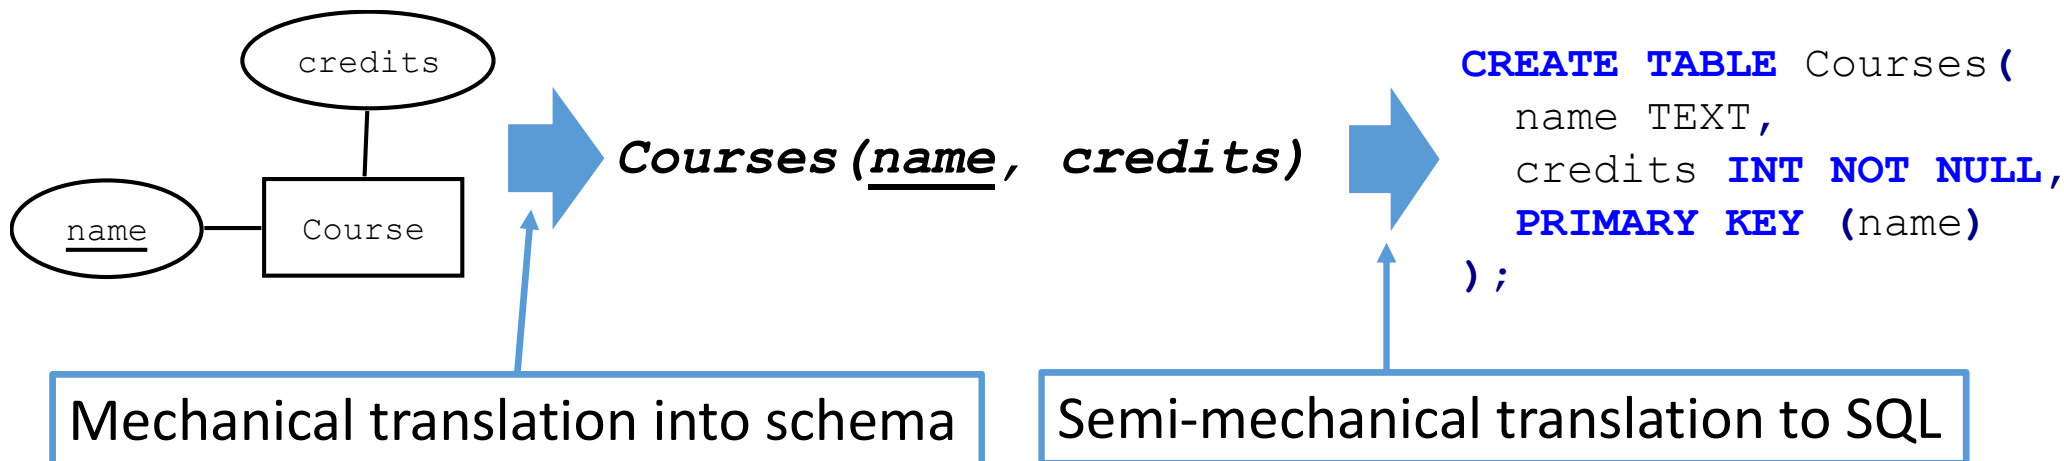 credits
name
Course
Courses(name, credits)
CREATE TABLE Courses(
name TEXT,
credits INT NOT NULL,
PRIMARY KEY (name)
);
Mechanical translation into schema
Semi-mechanical translation to SQL